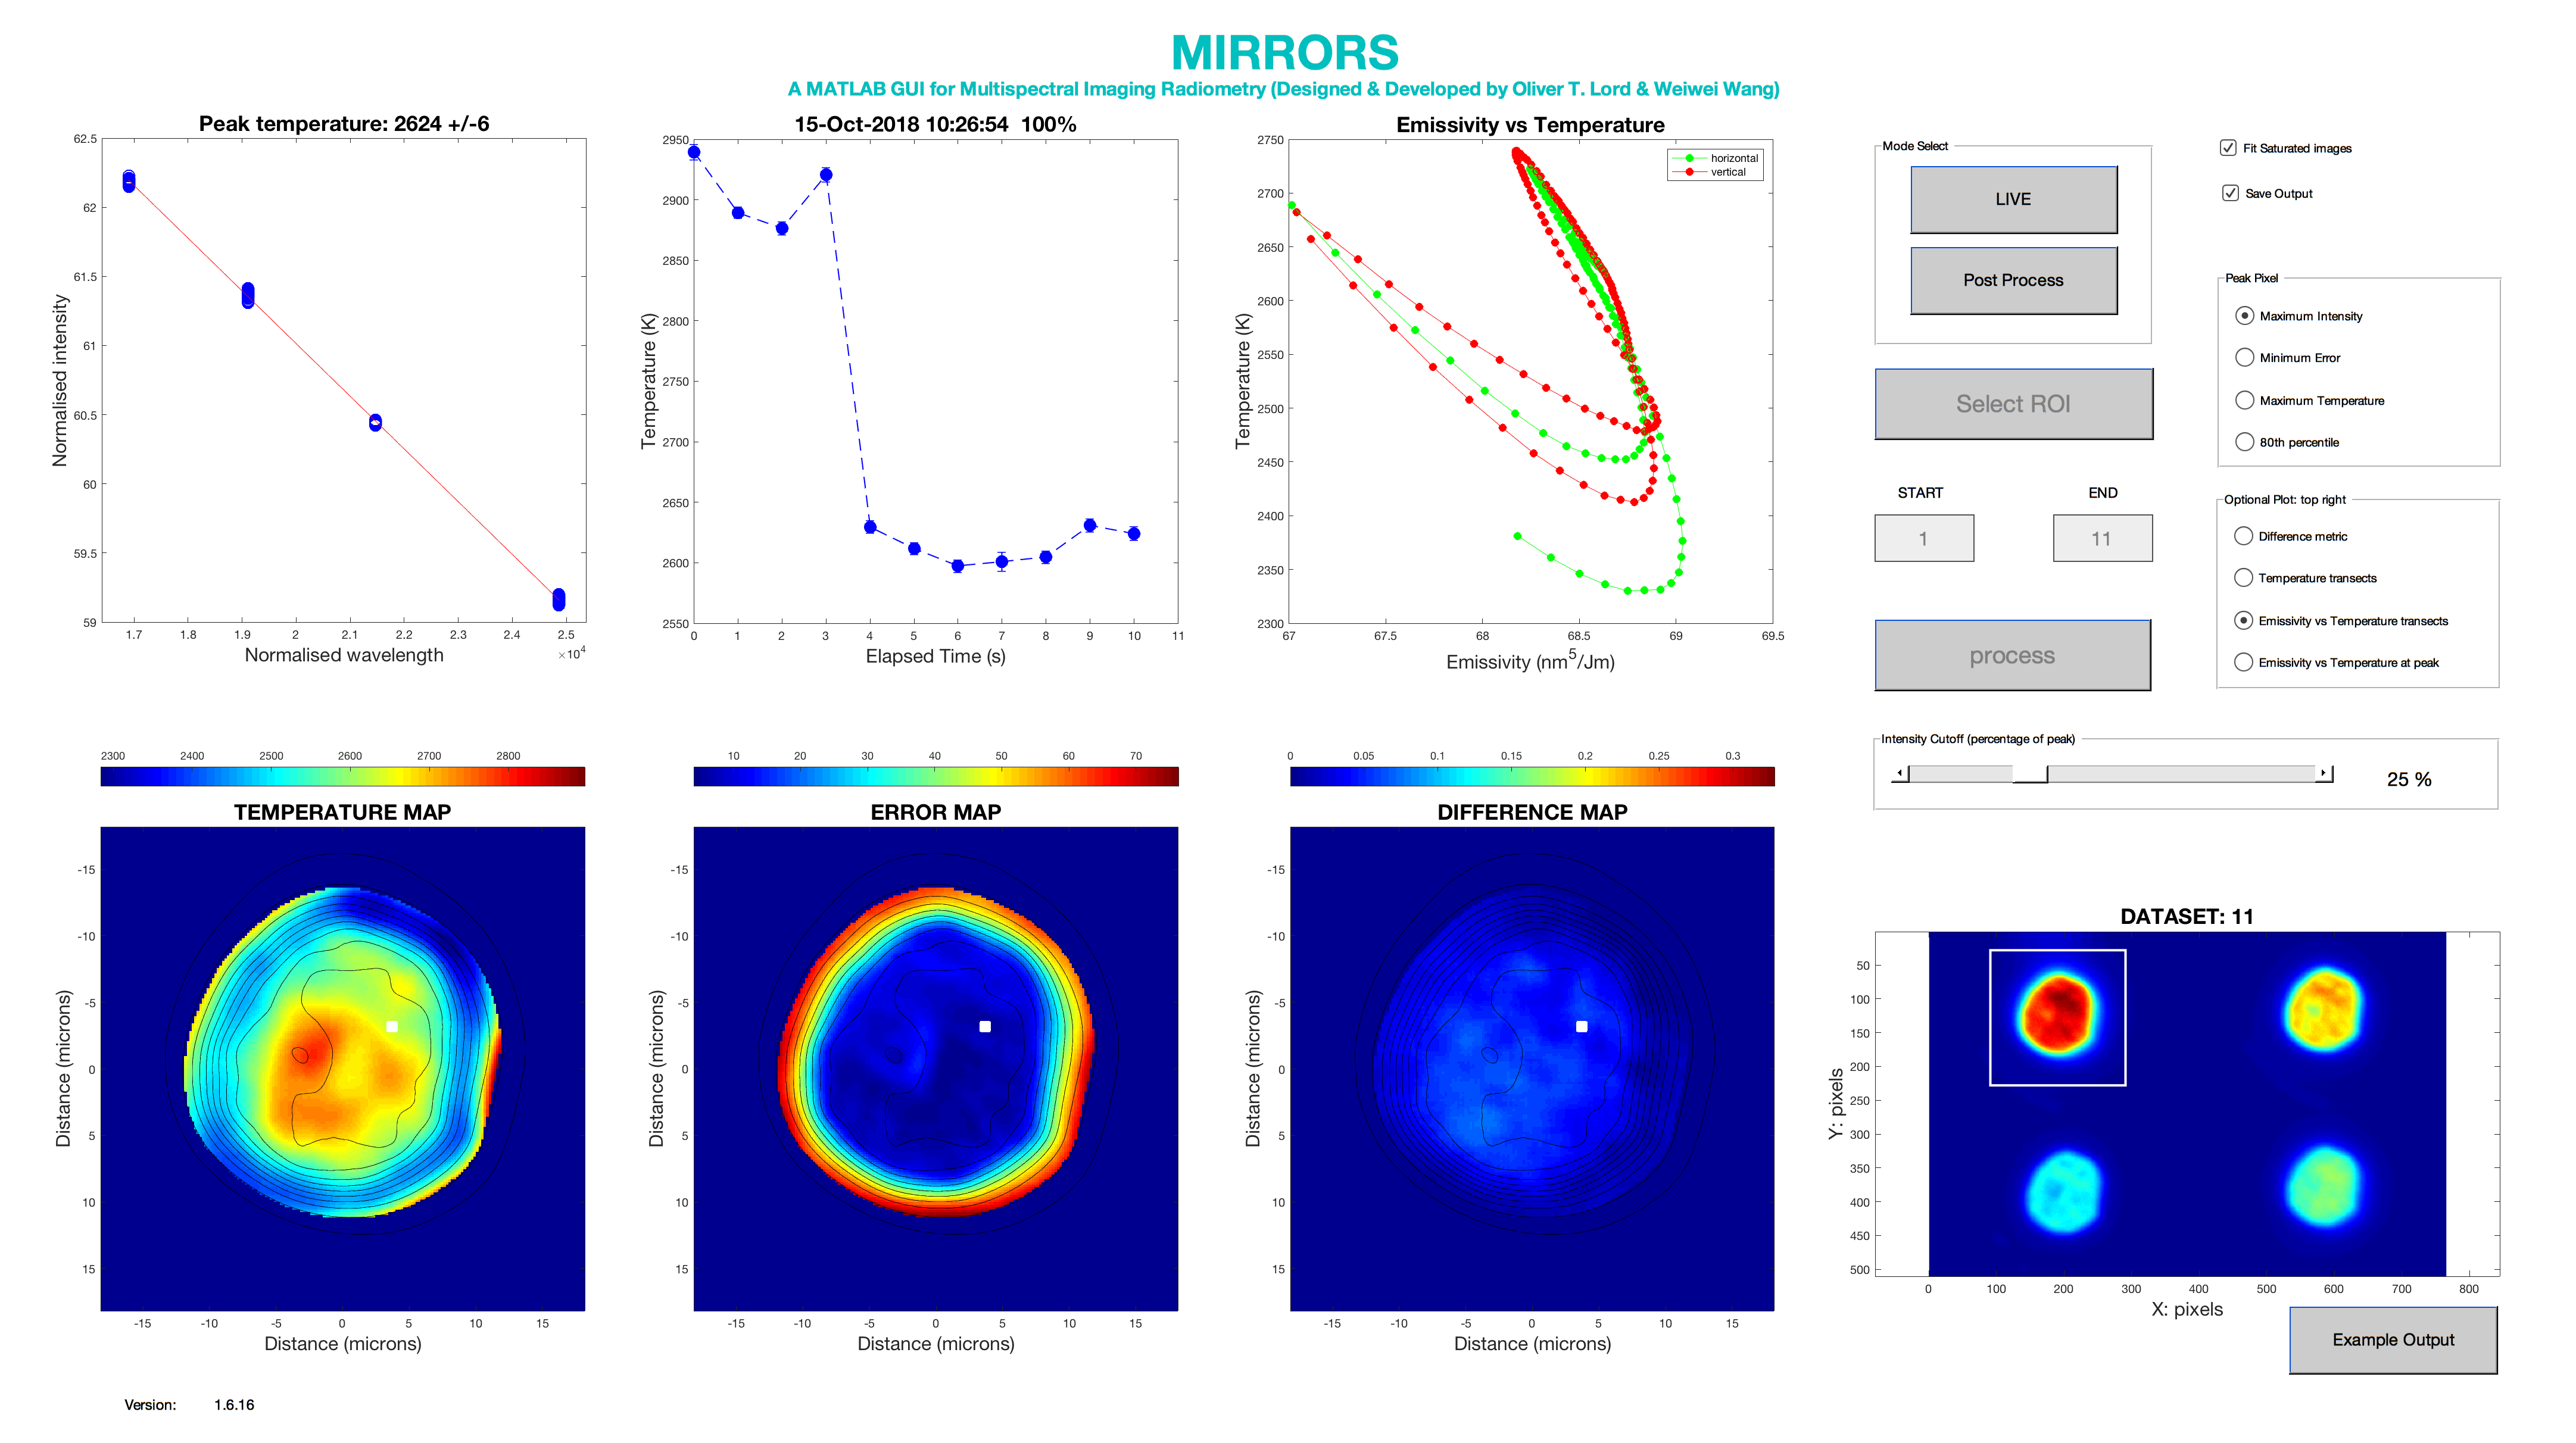 MIRRORS
A MATLAB GUI for Multispectral Imaging Radiometry (Designed & Developed by Oliver T. Lord & Weiwei Wang)
Peak temperature: 2624 +/-6
62.5
62
61.5
61
60.5
60
59.5
59
Normalised intensity
1.7 1.8 1.9 2 2.1 2.2 2.3 2.4 2.5
×10⁴
Normalised wavelength
15-Oct-2018 10:26:54 100%
2950
2900
2850
2800
2750
2700
2650
2600
2550
Temperature (K)
0 1 2 3 4 5 6 7 8 9 10 11
Elapsed Time (s)
Emissivity vs Temperature
horizontal
vertical
2750
2700
2650
2600
2550
2500
2450
2400
2350
2300
Temperature (K)
67 67.5 68 68.5 69 69.5
Emissivity (nm⁵/Jm)
Mode Select
LIVE
Post Process
Select ROI
START END
1 11
process
Fit Saturated images
Save Output
Peak Pixel
Maximum Intensity
Minimum Error
Maximum Temperature
80th percentile
Optional Plot: top right
Difference metric
Temperature transects
Emissivity vs Temperature transects
Emissivity vs Temperature at peak
Intensity Cutoff (percentage of peak)
25 %
2300 2400 2500 2600 2700 2800
TEMPERATURE MAP
-15
-10
-5
0
5
10
15
Distance (microns)
-15 -10 -5 0 5 10 15
Distance (microns)
10 20 30 40 50 60 70
ERROR MAP
-15
-10
-5
0
5
10
15
Distance (microns)
-15 -10 -5 0 5 10 15
Distance (microns)
0 0.05 0.1 0.15 0.2 0.25 0.3
DIFFERENCE MAP
-15
-10
-5
0
5
10
15
Distance (microns)
-15 -10 -5 0 5 10 15
Distance (microns)
DATASET: 11
50
100
150
200
250
300
350
400
450
500
Y: pixels
0 100 200 300 400 500 600 700 800
X: pixels
Example Output
Version: 1.6.16